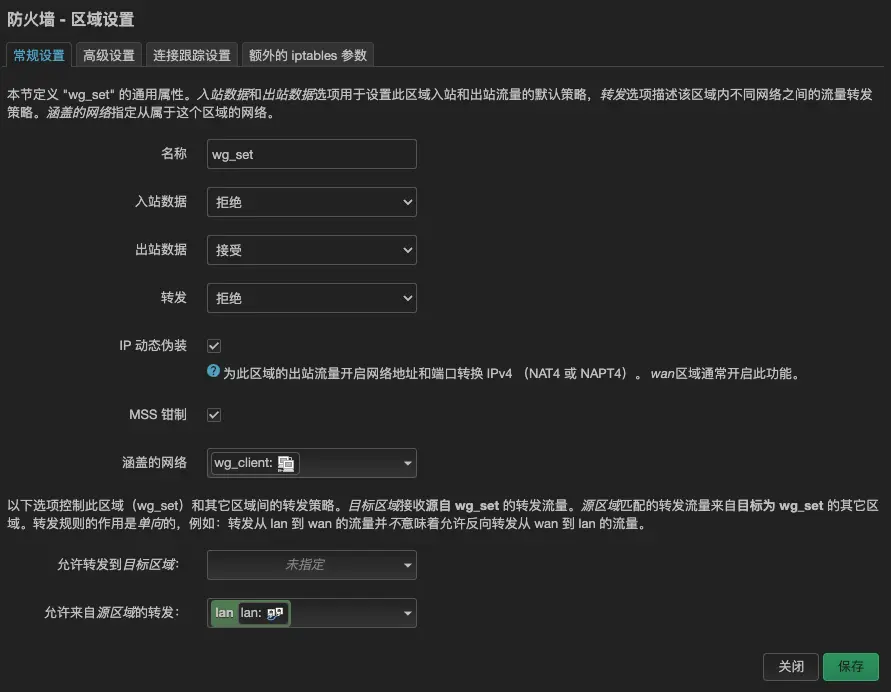 防火墙 - 区域设置
常规设置 高级设置 连接跟踪设置 额外的 iptables 参数
本节定义 "wg_set" 的通用属性。入站数据和出站数据选项用于设置此区域入站和出站流量的默认策略，转发选项描述该区域内不同网络之间的流量转发
策略。涵盖的网络指定从属于这个区域的网络。
名称 wg_set
入站数据 拒绝
出站数据 接受
转发 拒绝
IP 动态伪装
为此区域的出站流量开启网络地址和端口转换 IPv4 （NAT4 或 NAPT4）。 wan区域通常开启此功能。
MSS 钳制
涵盖的网络 wg_client:
以下选项控制此区域（wg_set）和其它区域间的转发策略。目标区域接收源自 wg_set 的转发流量。源区域匹配的转发流量来自目标为 wg_set 的其它区
域。转发规则的作用是单向的，例如：转发从 lan 到 wan 的流量并不意味着允许反向转发从 wan 到 lan 的流量。
允许转发到目标区域： 未指定
允许来自源区域的转发： lan lan:
关闭 保存